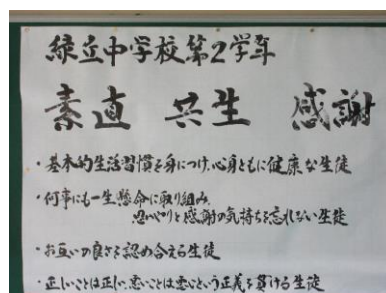 緑丘中学校第2学年
素直 共生 感謝
・基本的生活習慣を身につけ、心身ともに健康な生徒
・何事にも一生懸命に取り組み、
思いやりと感謝の気持ちを忘れない生徒
・お互いの良さを認め合える生徒
・正しいことは正しい、悪いことは悪いという正義を貫ける生徒